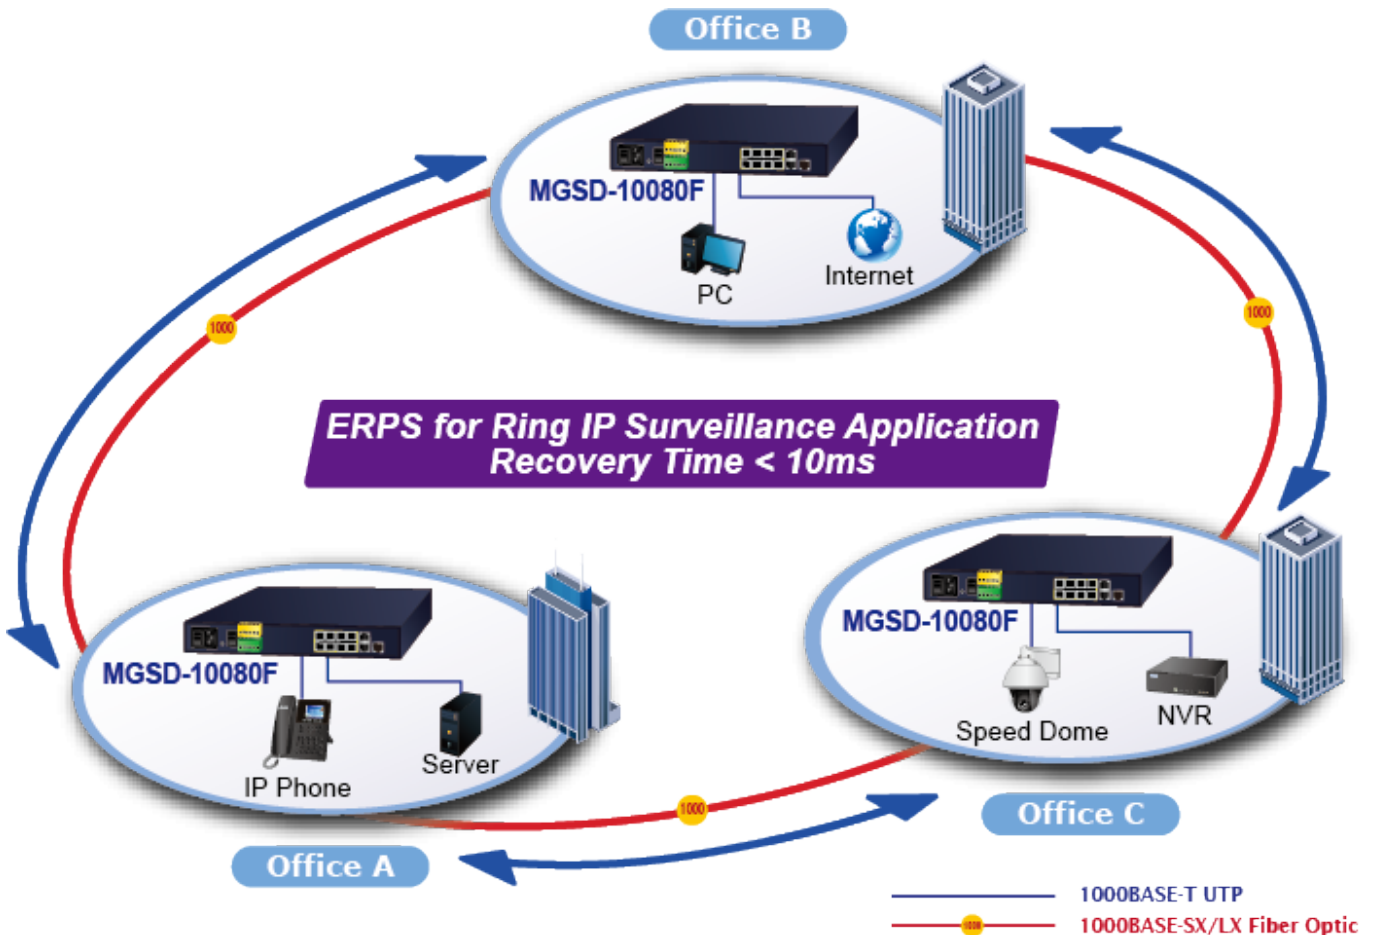 Office B
MGSD-10080F
PC
Internet
1000
1000
ERPS for Ring IP Surveillance Application
Recovery Time < 10ms
MGSD-10080F
IP Phone
Server
Office A
MGSD-10080F
Speed Dome
NVR
Office C
1000
1000BASE-T UTP
1000
1000BASE-SX/LX Fiber Optic